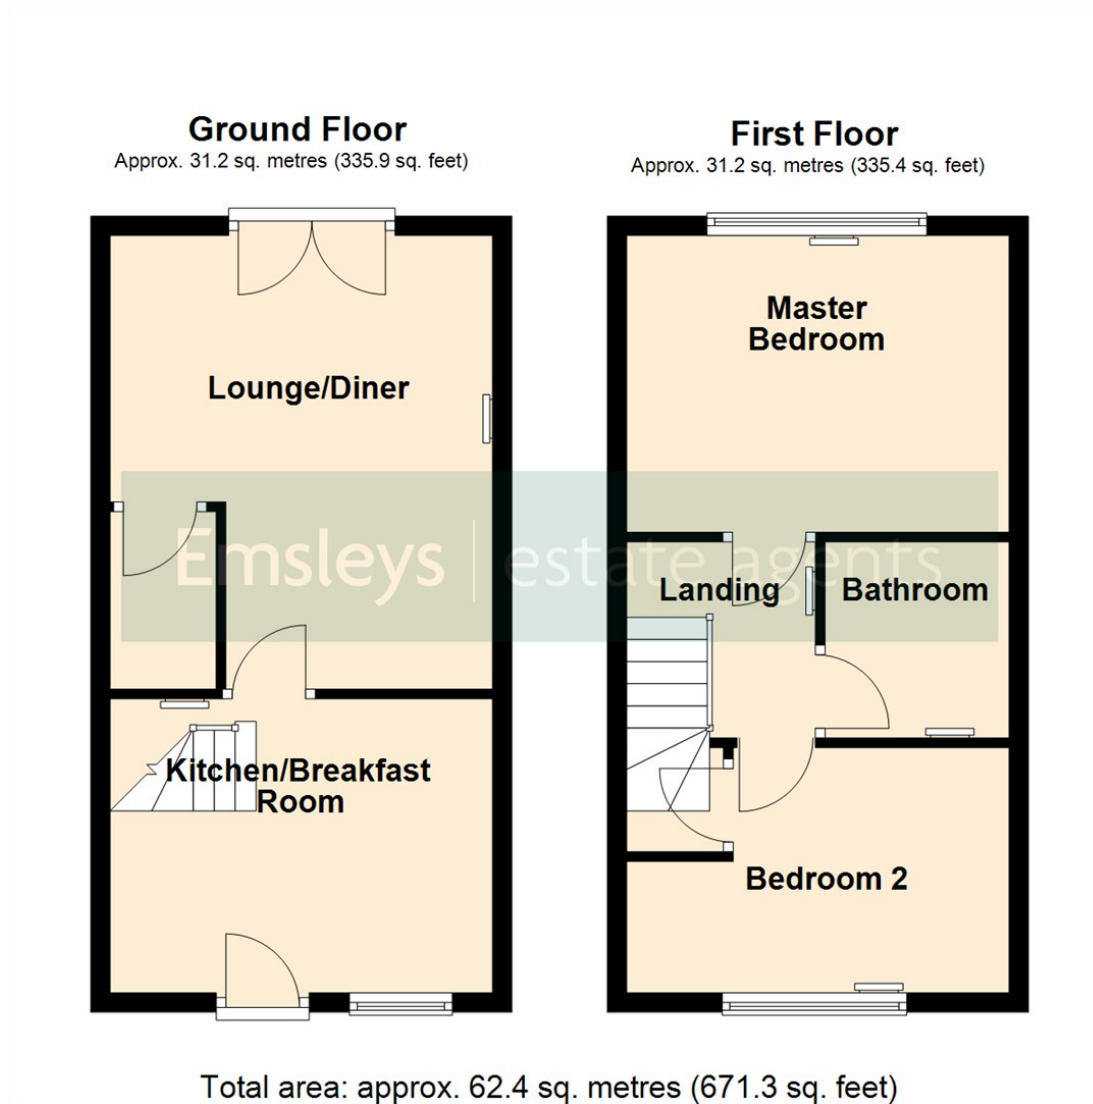 Ground Floor
Approx. 31.2 sq. metres (335.9 sq. feet)
First Floor
Approx. 31.2 sq. metres (335.4 sq. feet)
Master
Bedroom
Lounge/Diner
Emsleys | estate agents
Landing
Bathroom
Kitchen/Breakfast
Room
Bedroom 2
Total area: approx. 62.4 sq. metres (671.3 sq. feet)